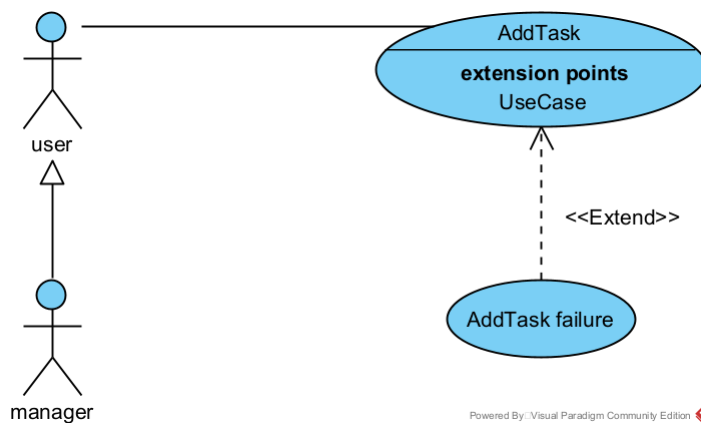 AddTask
extension points
UseCase
user
<<Extend>>
AddTask failure
manager
Powered By Visual Paradigm Community Edition